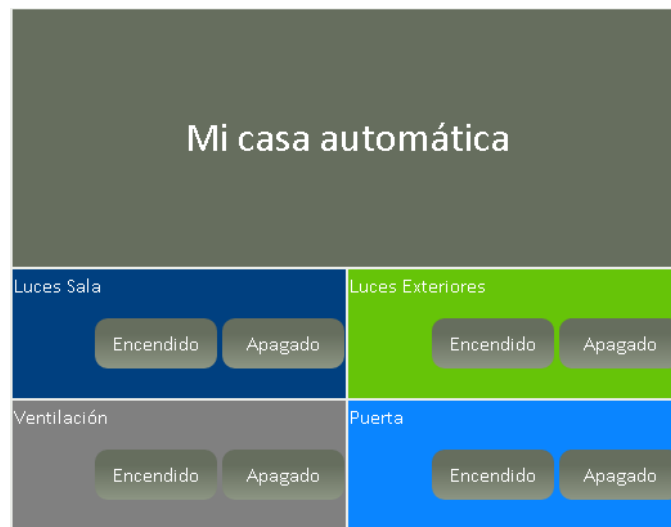 Mi casa automática
Luces Sala
Encendido Apagado
Luces Exteriores
Encendido Apagado
Ventilación
Encendido Apagado
Puerta
Encendido Apagado